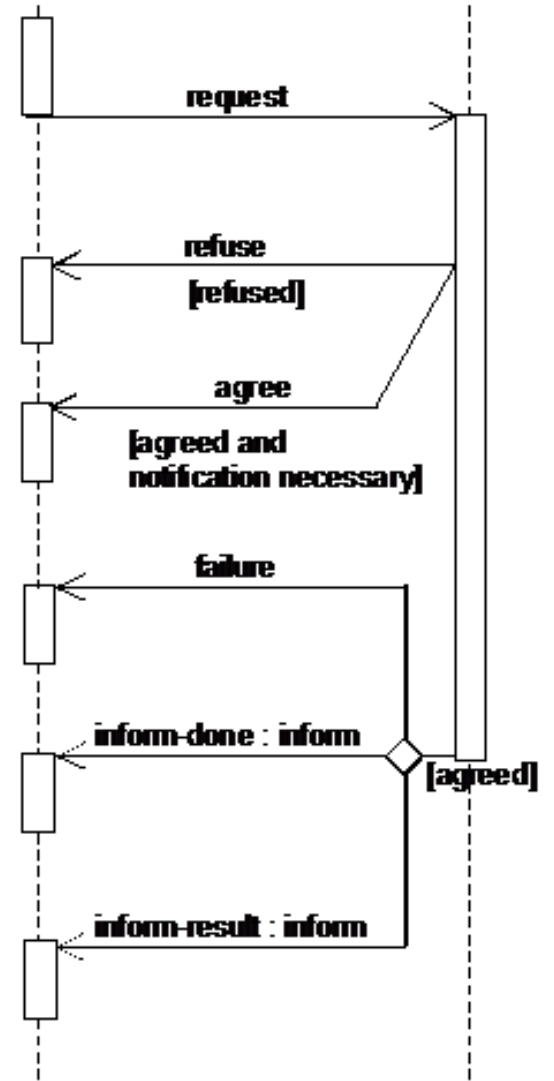 request
refuse
[refused]
agree
[agreed and
notification necessary]
failure
inform-done : inform
[agreed]
inform-result : inform